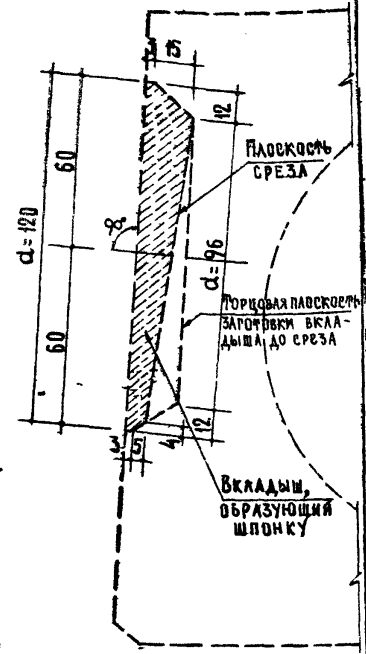 15
12
60
Плоскость
среза
90°
d=120
d=96
Торцовая плоскость
заготовки вкла-
дыша до среза
60
3
5
4
12
Вкладыш,
образующий
шпонку